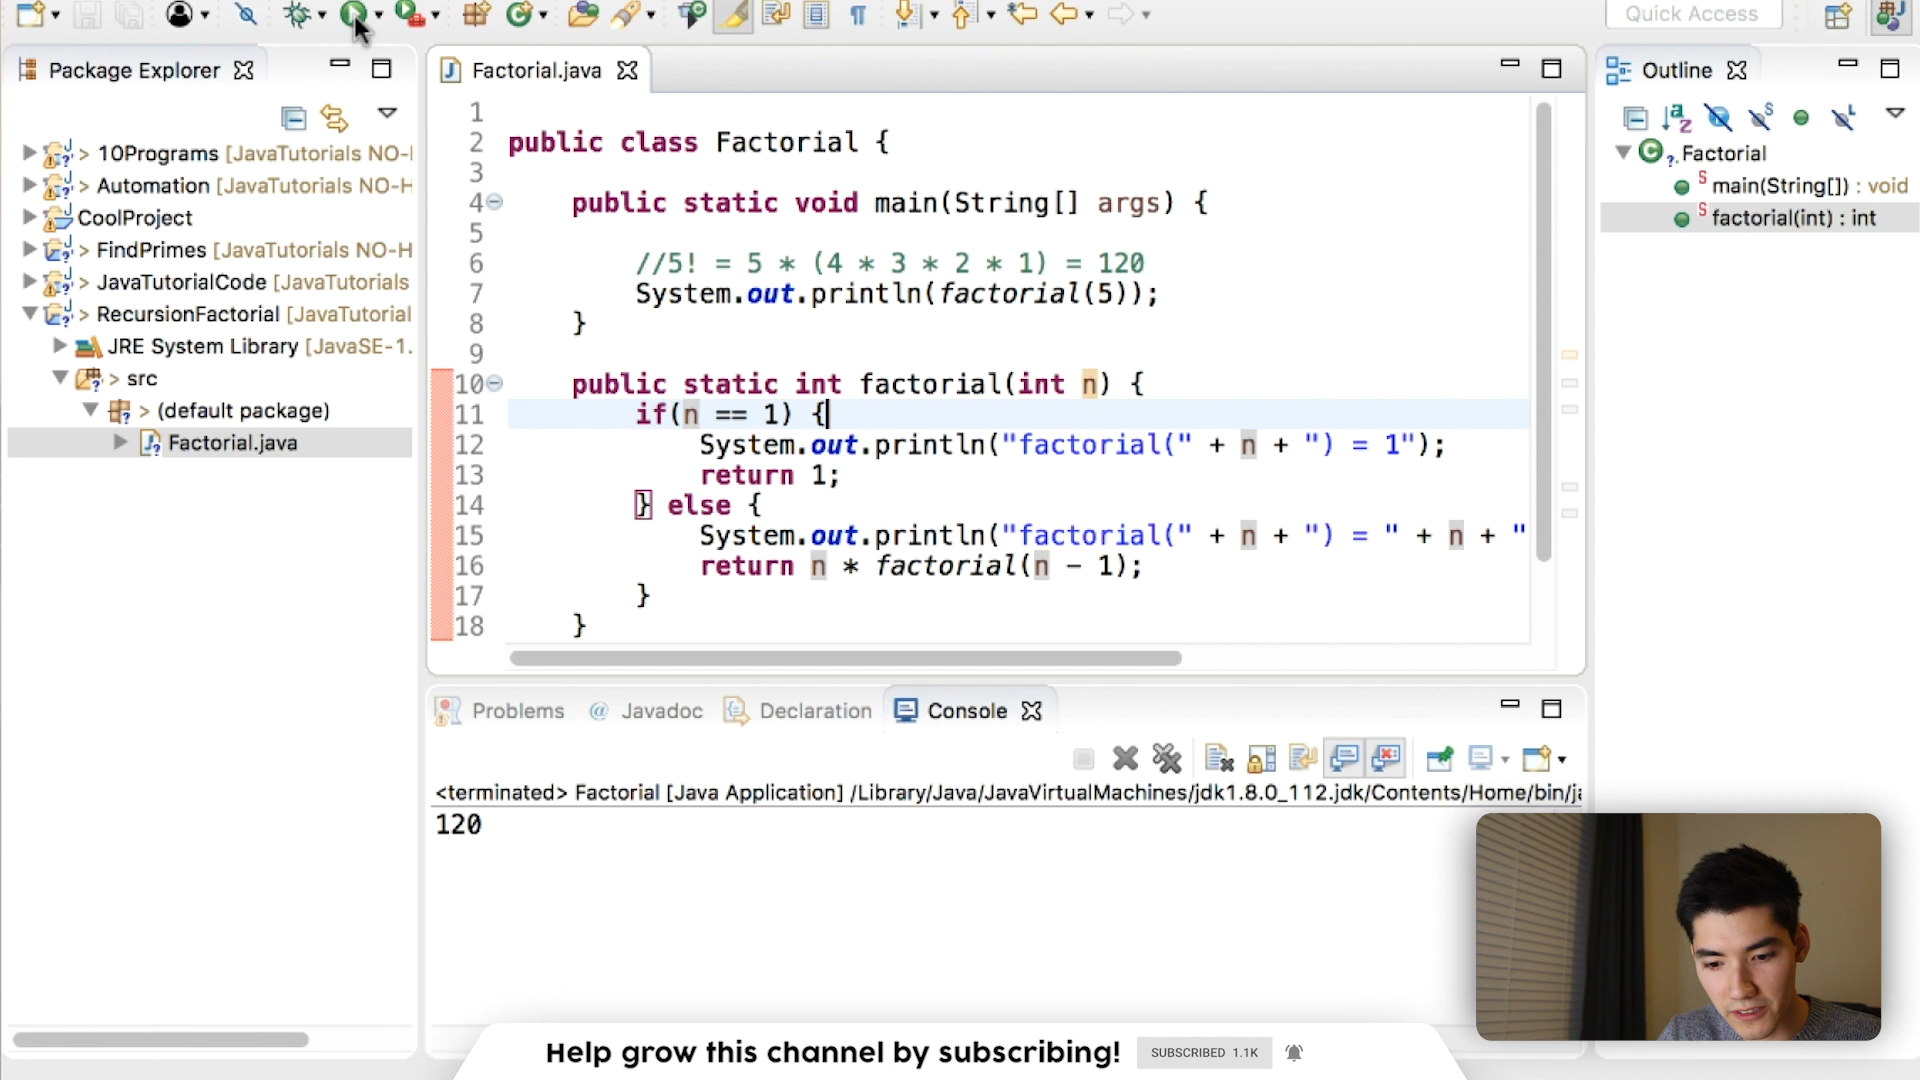 Quick Access
Package Explorer
> 10Programs [JavaTutorials NO-
> Automation [JavaTutorials NO-H
CoolProject
> FindPrimes [JavaTutorials NO-H
> JavaTutorialCode [JavaTutorials
> RecursionFactorial [JavaTutorial
JRE System Library [JavaSE-1.
> src
> (default package)
Factorial.java
Factorial.java
1
2 public class Factorial {
3
4 public static void main(String[] args) {
5
6 //5! = 5 * (4 * 3 * 2 * 1) = 120
7 System.out.println(factorial(5));
8 }
9
10 public static int factorial(int n) {
11 if(n == 1) {
12 System.out.println("factorial(" + n + ") = 1");
13 return 1;
14 } else {
15 System.out.println("factorial(" + n + ") = " + n + "
16 return n * factorial(n - 1);
17 }
18 }
Outline
Factorial
main(String[]) : void
factorial(int) : int
Problems @ Javadoc Declaration Console
<terminated> Factorial [Java Application] /Library/Java/JavaVirtualMachines/jdk1.8.0_112.jdk/Contents/Home/bin/ja
120
Help grow this channel by subscribing! SUBSCRIBED 1.1K